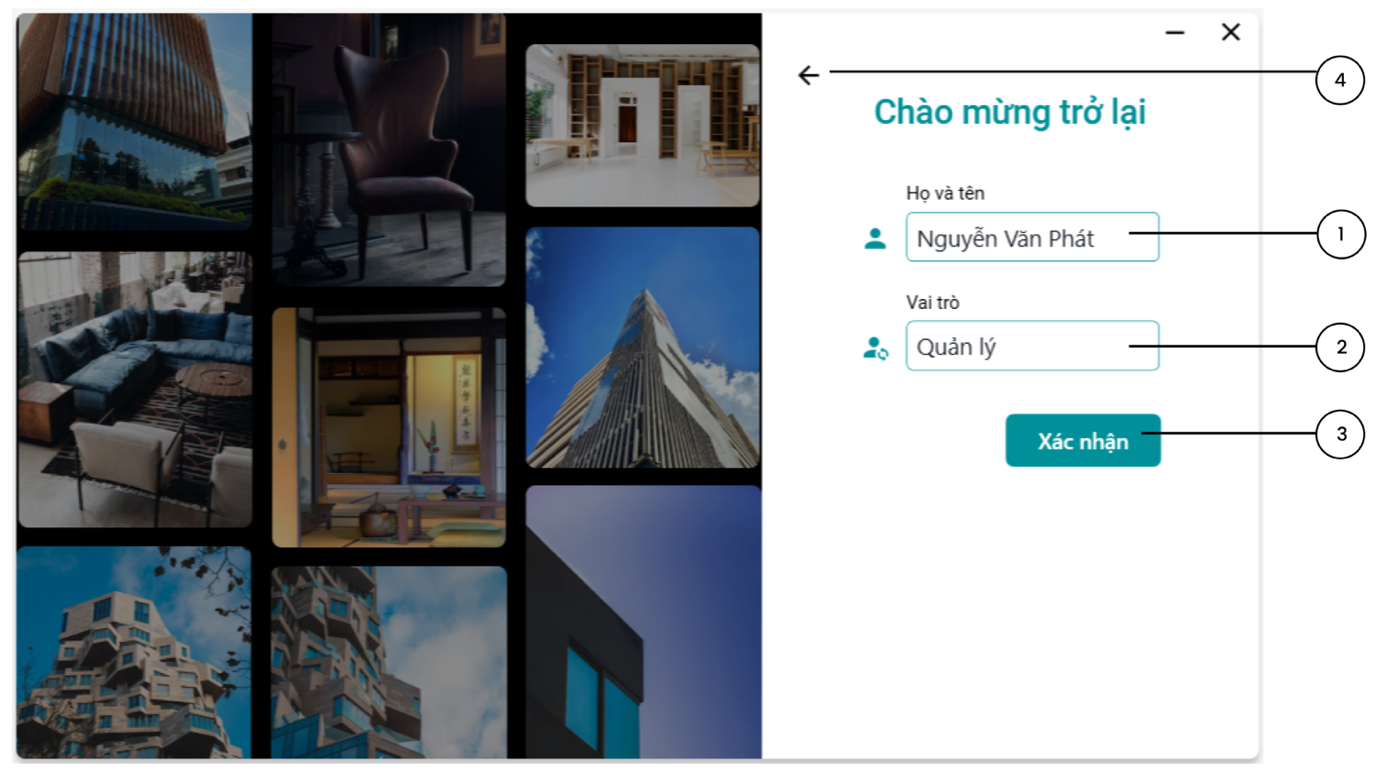 4
Chào mừng trở lại
Họ và tên
Nguyễn Văn Phát
1
Vai trò
Quản lý
2
Xác nhận
3